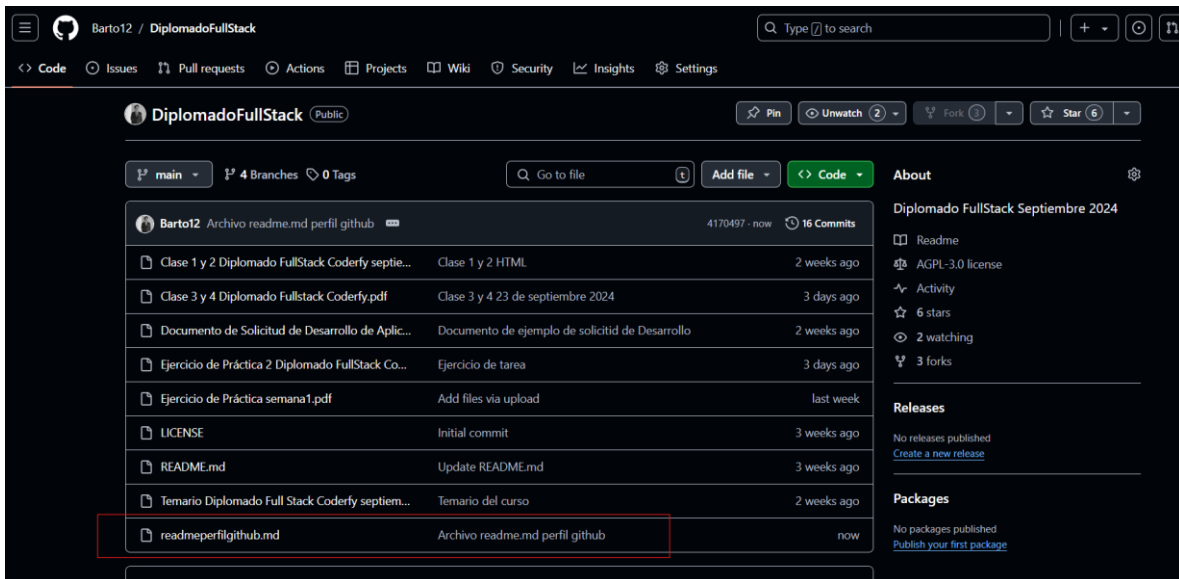 Barto12 / DiplomadoFullStack
Type / to search
Code Issues Pull requests Actions Projects Wiki Security Insights Settings
DiplomadoFullStack Public
Pin Unwatch 2 Fork 3 Star 6
main 4 Branches 0 Tags Go to file t Add file Code
Barto12 Archivo readme.md perfil github 4170497 · now 16 Commits
Clase 1 y 2 Diplomado FullStack Coderfy septie... Clase 1 y 2 HTML 2 weeks ago
Clase 3 y 4 Diplomado Fullstack Coderfy.pdf Clase 3 y 4 23 de septiembre 2024 3 days ago
Documento de Solicitud de Desarrollo de Aplic... Documento de ejemplo de solicitid de Desarrollo 2 weeks ago
Ejercicio de Práctica 2 Diplomado FullStack Co... Ejercicio de tarea 3 days ago
Ejercicio de Práctica semana1.pdf Add files via upload last week
LICENSE Initial commit 3 weeks ago
README.md Update README.md 3 weeks ago
Temario Diplomado Full Stack Coderfy septiem... Temario del curso 2 weeks ago
readmeperfilgithub.md Archivo readme.md perfil github now
About
Diplomado FullStack Septiembre 2024
Readme
AGPL-3.0 license
Activity
6 stars
2 watching
3 forks
Releases
No releases published
Create a new release
Packages
No packages published
Publish your first package